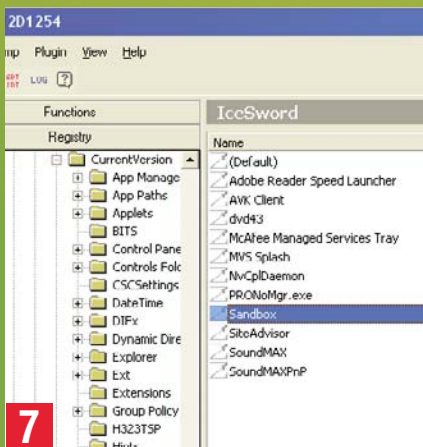 2D1254
mp Plugin View Help
LOG ?
Functions
Registry
CurrentVersion
App Manage
App Paths
Applets
BITS
Control Pane
Controls Fold
CSCSettings
DateTime
DIFx
Dynamic Dire
Explorer
Ext
Extensions
Group Policy
H323TSP
IceSword
Name
(Default)
Adobe Reader Speed Launcher
AVK Client
dvd43
McAfee Managed Services Tray
MVS Splash
NvCplDaemon
PRONoMgr.exe
Sandbox
SiteAdvisor
SoundMAX
SoundMAXPnP
7